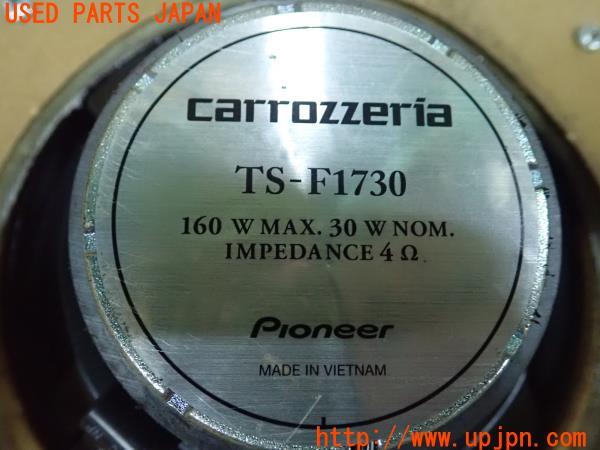 USED PARTS JAPAN
carrozzeria
TS-F1730
160 W MAX. 30 W NOM.
IMPEDANCE 4 Ω
Pioneer
MADE IN VIETNAM
http://www.upjpn.com